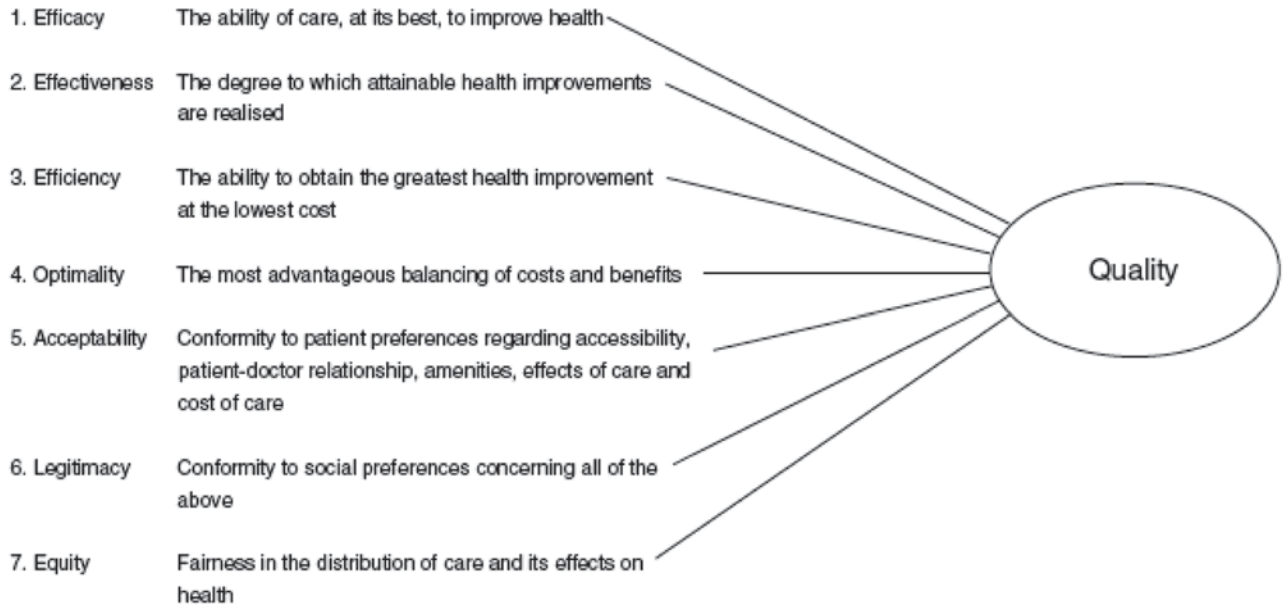 1. Efficacy The ability of care, at its best, to improve health
2. Effectiveness The degree to which attainable health improvements
are realised
3. Efficiency The ability to obtain the greatest health improvement
at the lowest cost
4. Optimality The most advantageous balancing of costs and benefits
5. Acceptability Conformity to patient preferences regarding accessibility,
patient-doctor relationship, amenities, effects of care and
cost of care
6. Legitimacy Conformity to social preferences concerning all of the
above
7. Equity Fairness in the distribution of care and its effects on
health
Quality